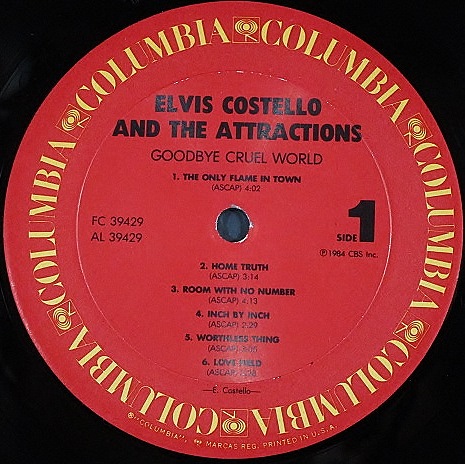 COLUMBIA COLUMBIA COLUMBIA COLUMBIA COLUMBIA COLUMBIA
ELVIS COSTELLO
AND THE ATTRACTIONS
GOODBYE CRUEL WORLD
1. THE ONLY FLAME IN TOWN
(ASCAP) 4:02
FC 39429
AL 39429
SIDE 1
℗ 1984 CBS Inc.
2. HOME TRUTH
(ASCAP) 3:14
3. ROOM WITH NO NUMBER
(ASCAP) 4:13
4. INCH BY INCH
(ASCAP) 2:29
5. WORTHLESS THING
(ASCAP) 3:05
6. LOVE FIELD
(ASCAP)
—E. Costello—
"COLUMBIA", MARCAS REG. PRINTED IN U.S.A.